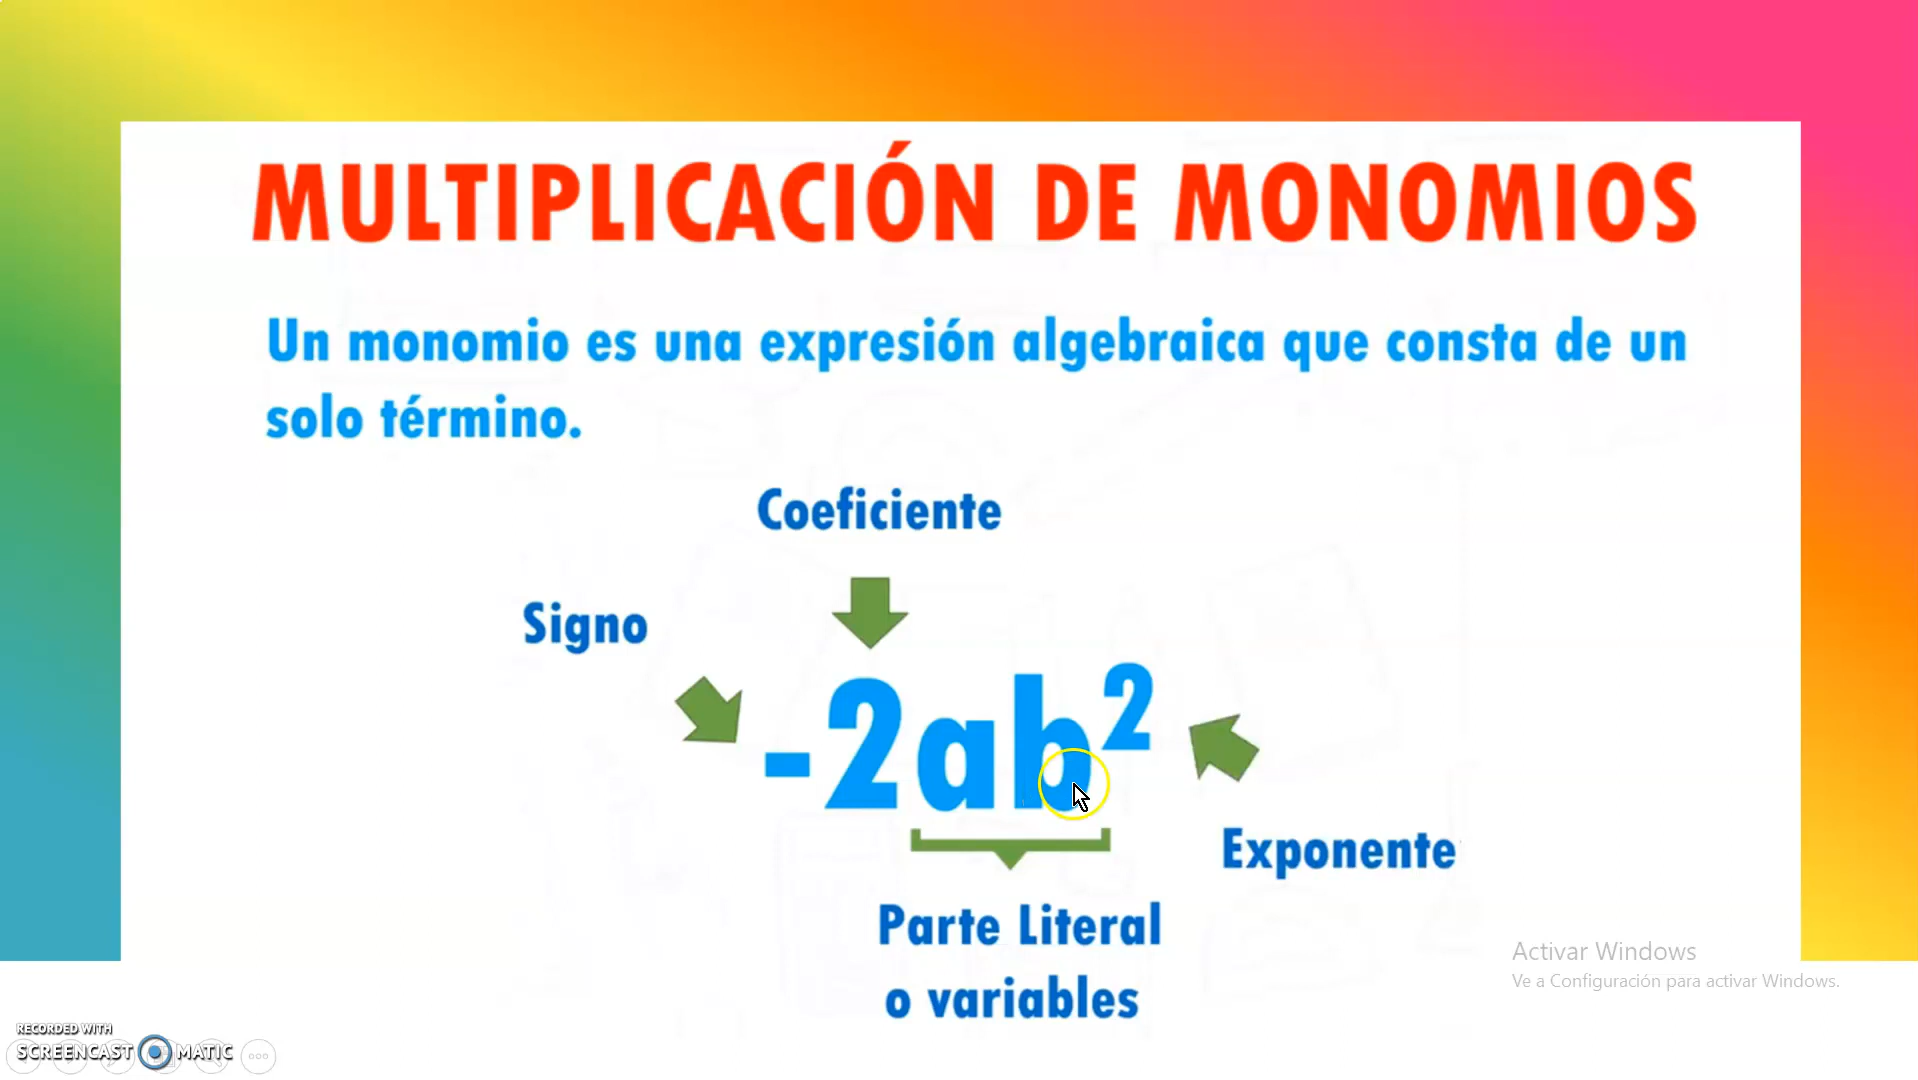 MULTIPLICACIÓN DE MONOMIOS
Un monomio es una expresión algebraica que consta de un
solo término.
Coeficiente
Signo
-2ab²
Exponente
Parte Literal
o variables
Activar Windows
Ve a Configuración para activar Windows.
RECORDED WITH
SCREENCAST MATIC